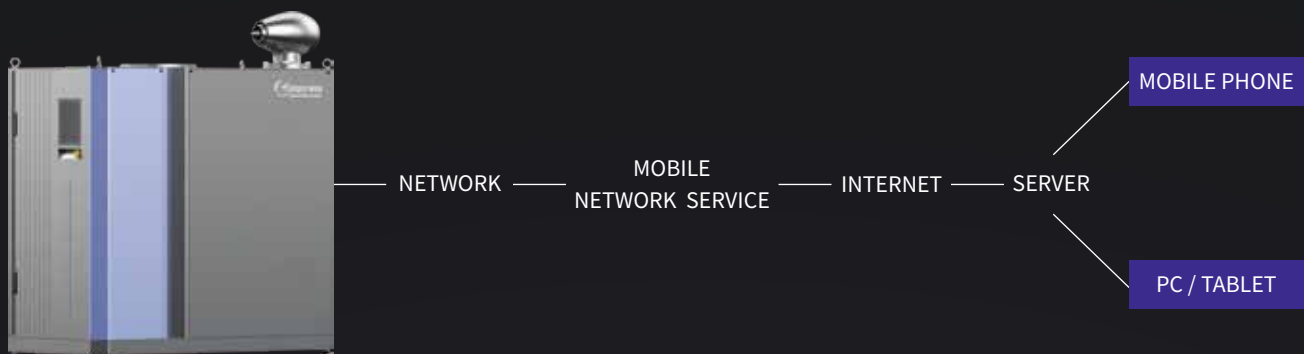 MOBILE PHONE
NETWORK
MOBILE
NETWORK SERVICE
INTERNET
SERVER
PC / TABLET